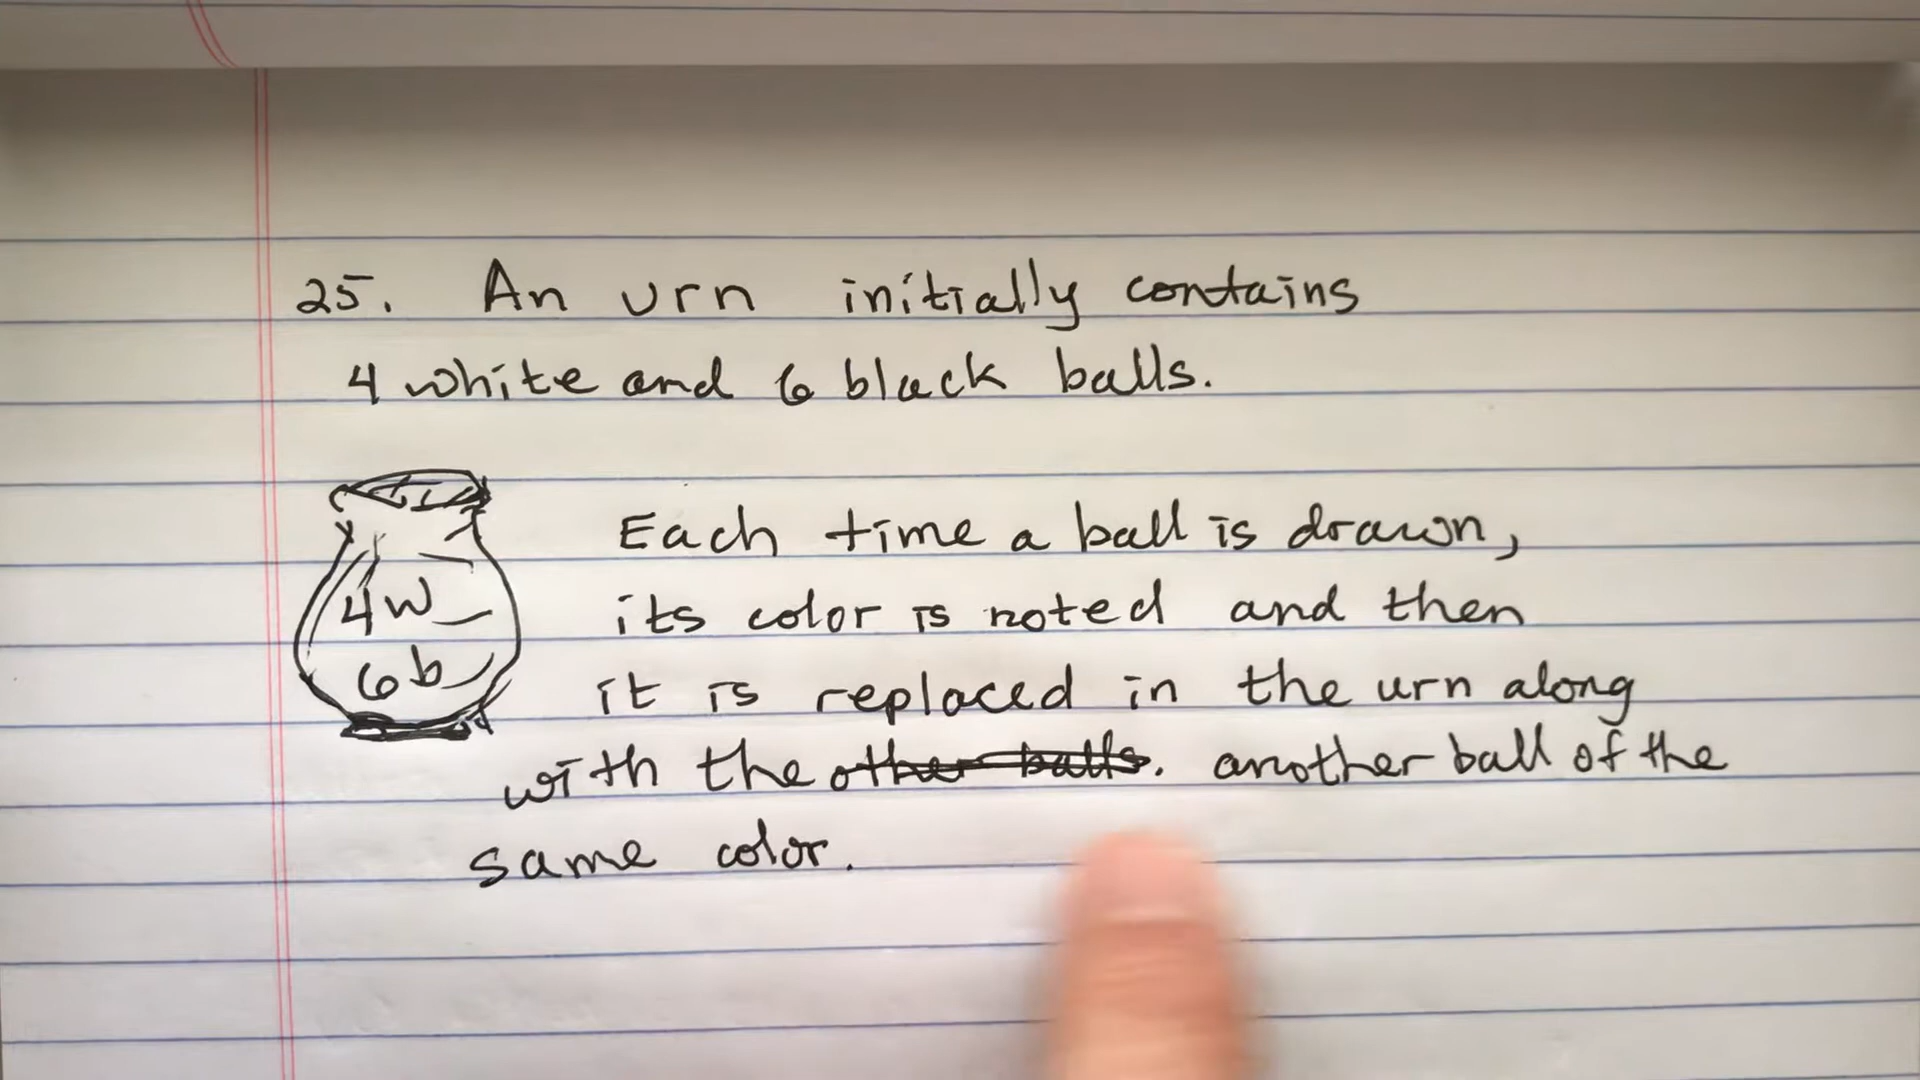 25. An urn initially contains
4 white and 6 black balls.
4w
6b
Each time a ball is drawn,
its color is noted and then
it is replaced in the urn along
with the other balls. another ball of the
same color.